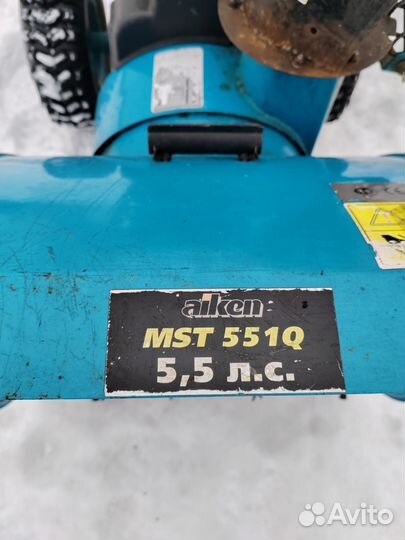 aiken
MST 551Q
5,5 л.с.
Avito